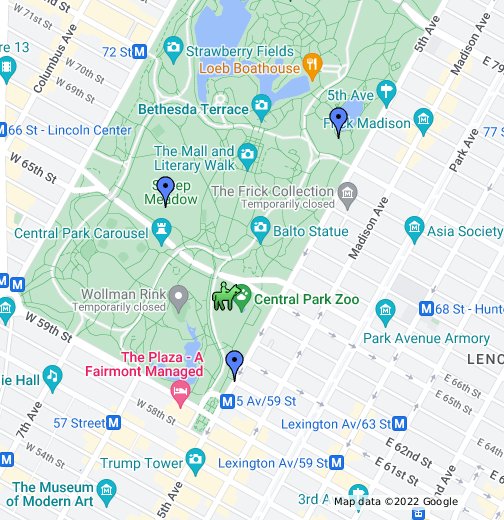 5th Ave
Madison Ave
Columbus Ave
72 St
re 13
Strawberry Fields
Loeb Boathouse
E 79
W 70th St
W 69th St
5th Ave
Bethesda Terrace
Frick Madison
66 St - Lincoln Center
77 S
Park Ave
The Mall and
Literary Walk
W 65th St
Sheep
Meadow
The Frick Collection
Temporarily closed
Madison Ave
Central Park Carousel
Balto Statue
Asia Society
Wollman Rink
Temporarily closed
Central Park Zoo
68 St - Hunt
W 59th St
Park Avenue Armory
The Plaza - A
Fairmont Managed
LENO
ie Hall
E 66th St
E 65th St
E 64th St
7th Ave
5 Av/59 St
W 58th St
57 Street
Lexington Av/63 St
W 54th St
E 62nd St
E 61st St
Trump Tower
Lexington Av/59 St
The Museum of
Modern Art
5th Ave
3rd A
nd Ave
Map data ©2022 Google